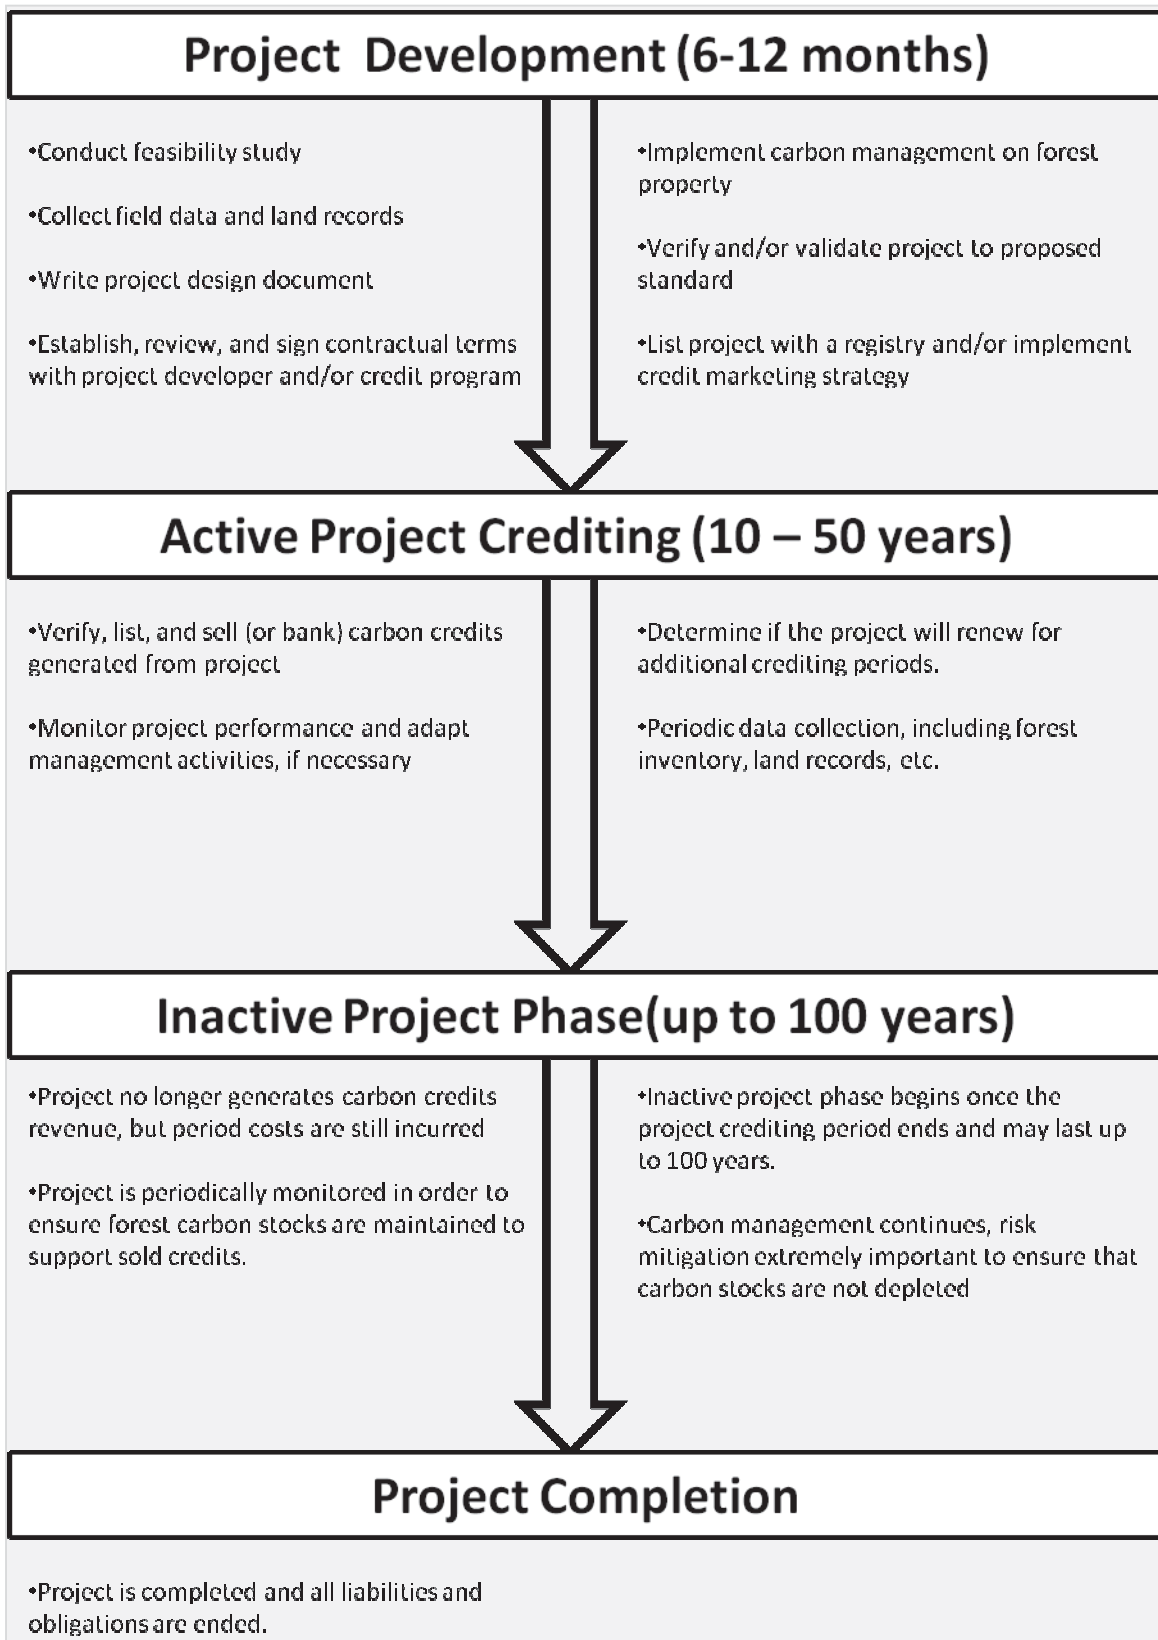 Project Development (6-12 months)
•Conduct feasibility study
•Collect field data and land records
•Write project design document
•Establish, review, and sign contractual terms
with project developer and/or credit program
•Implement carbon management on forest
property
•Verify and/or validate project to proposed
standard
•List project with a registry and/or implement
credit marketing strategy
Active Project Crediting (10 – 50 years)
•Verify, list, and sell (or bank) carbon credits
generated from project
•Monitor project performance and adapt
management activities, if necessary
•Determine if the project will renew for
additional crediting periods.
•Periodic data collection, including forest
inventory, land records, etc.
Inactive Project Phase(up to 100 years)
•Project no longer generates carbon credits
revenue, but period costs are still incurred
•Project is periodically monitored in order to
ensure forest carbon stocks are maintained to
support sold credits.
•Inactive project phase begins once the
project crediting period ends and may last up
to 100 years.
•Carbon management continues, risk
mitigation extremely important to ensure that
carbon stocks are not depleted
Project Completion
•Project is completed and all liabilities and
obligations are ended.